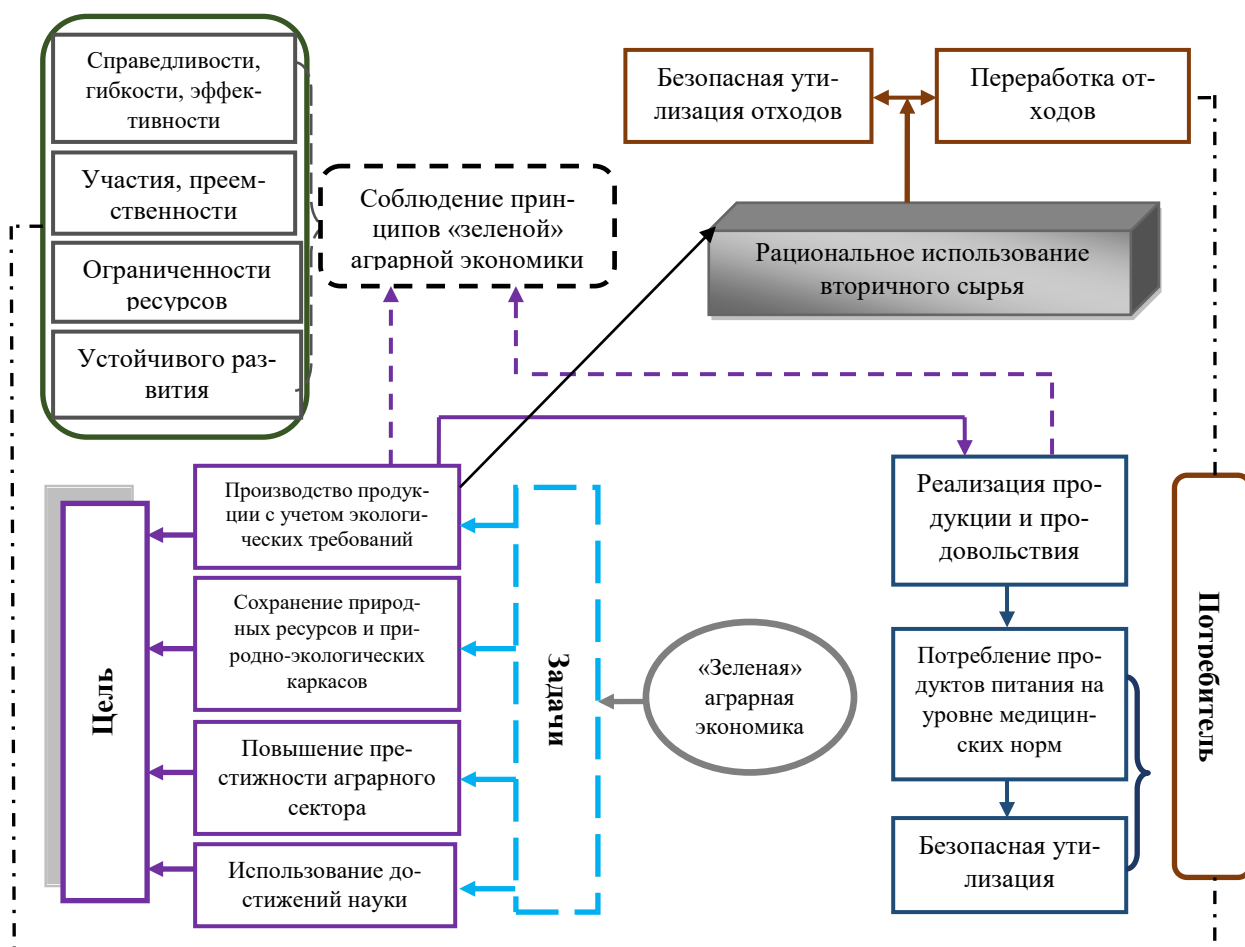 Справедливости,
гибкости, эффек-
тивности
Участия, преем-
ственности
Ограниченности
ресурсов
Устойчивого раз-
вития
Соблюдение прин-
ципов «зеленой»
аграрной экономики
Безопасная ути-
лизация отходов
Переработка от-
ходов
Рациональное использование
вторичного сырья
Цель
Производство продук-
ции с учетом экологи-
ческих требований
Сохранение природ-
ных ресурсов и при-
родно-экологических
каркасов
Повышение пре-
стижности аграрного
сектора
Использование до-
стижений науки
Задачи
«Зеленая»
аграрная
экономика
Реализация про-
дукции и про-
довольствия
Потребление про-
дуктов питания на
уровне медицин-
ских норм
Безопасная ути-
лизация
Потребитель